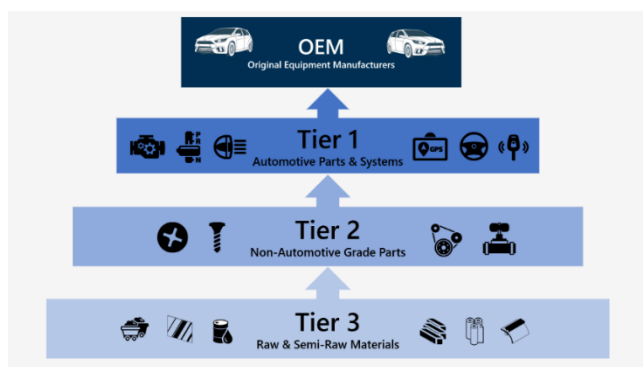 OEM
Original Equipment Manufacturers
Tier 1
Automotive Parts & Systems
GPS
Tier 2
Non-Automotive Grade Parts
Tier 3
Raw & Semi-Raw Materials